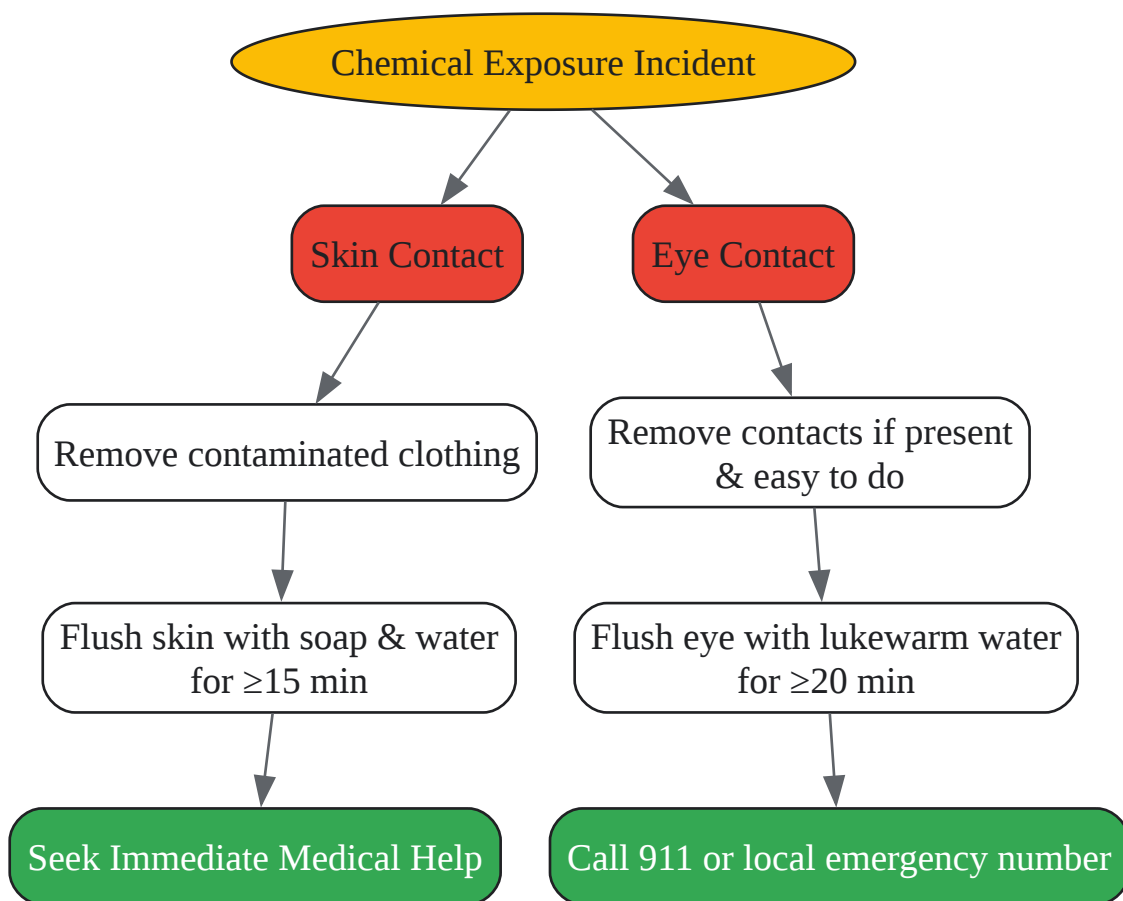 Chemical Exposure Incident
Skin Contact
Eye Contact
Remove contaminated clothing
Remove contacts if present
& easy to do
Flush skin with soap & water
for ≥15 min
Flush eye with lukewarm water
for ≥20 min
Seek Immediate Medical Help
Call 911 or local emergency number